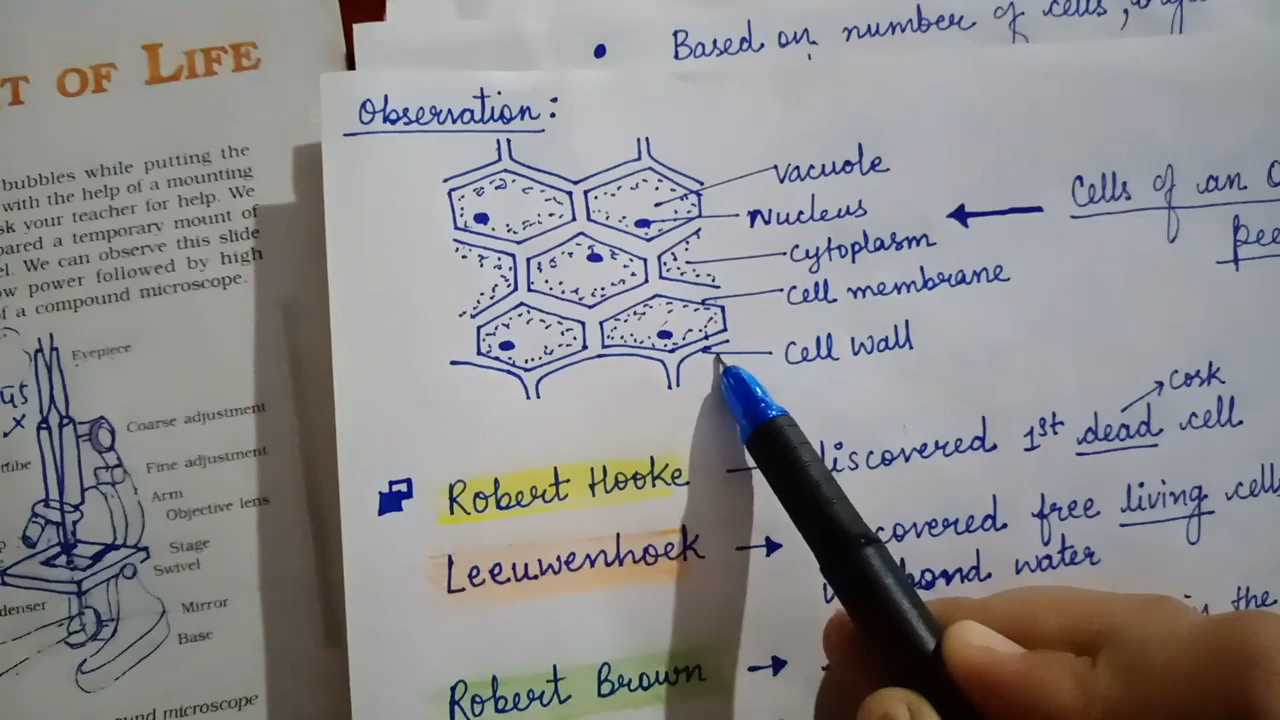 T OF LIFE
bubbles while putting the
with the help of a mounting
sk your teacher for help. We
pared a temporary mount of
el. We can observe this slide
ow power followed by high
f a compound microscope.
Eyepiece
Coarse adjustment
Fine adjustment
Arm
Objective lens
Stage
Swivel
Mirror
Base
tube
denser
und microscope
• Based on number of cells,
Observation:
Vacuole
Nucleus
Cytoplasm
Cell membrane
Cell wall
Cells of an O
pee
Robert Hooke discovered 1st dead cell
Cork
Leeuwenhoek covered free living cell
pond water
the
Robert Brown